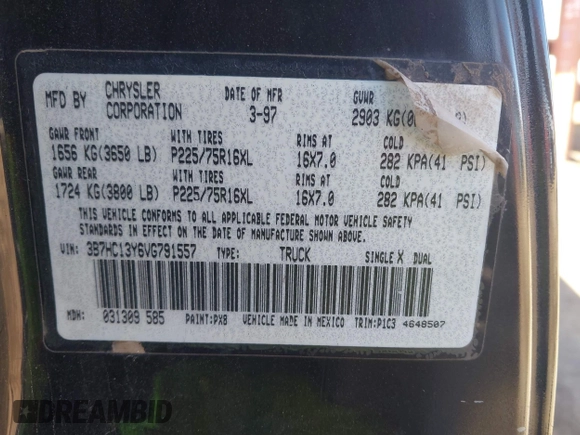 MFD BY CHRYSLER CORPORATION DATE OF MFR 3-97 GVWR 2903 KG
GAWR FRONT WITH TIRES RIMS AT COLD
1656 KG(3650 LB) P225/75R16XL 16X7.0 282 KPA(41 PSI)
GAWR REAR WITH TIRES RIMS AT COLD
1724 KG(3800 LB) P225/75R16XL 16X7.0 282 KPA(41 PSI)
THIS VEHICLE CONFORMS TO ALL APPLICABLE FEDERAL MOTOR VEHICLE SAFETY
STANDARDS IN EFFECT ON THE DATE OF MANUFACTURE SHOWN ABOVE.
VIN: 3B7HC13Y6VG791557 TYPE: TRUCK SINGLE X DUAL
MDH: 031309 505 PAINT:PX8 VEHICLE MADE IN MEXICO TRIM:P1C3 4648507
DREAMBID